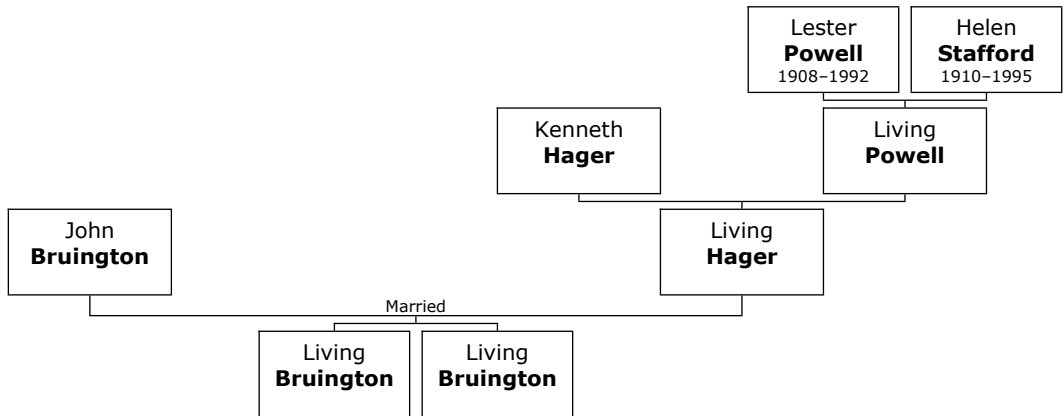 Lester
Powell
1908–1992
Helen
Stafford
1910–1995
Kenneth
Hager
Living
Powell
John
Bruington
Living
Hager
Married
Living
Bruington
Living
Bruington